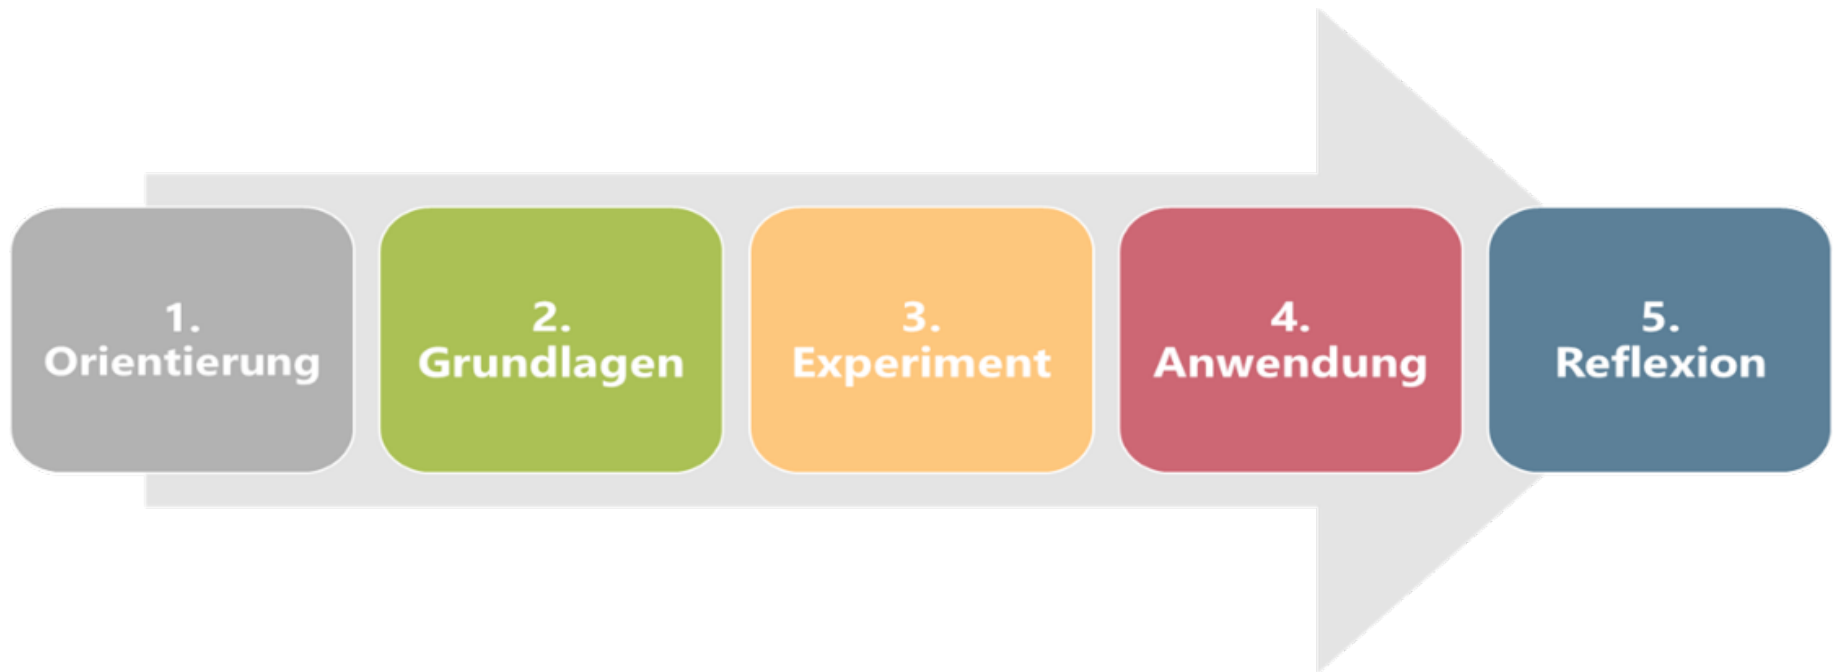 1.
Orientierung
2.
Grundlagen
3.
Experiment
4.
Anwendung
5.
Reflexion